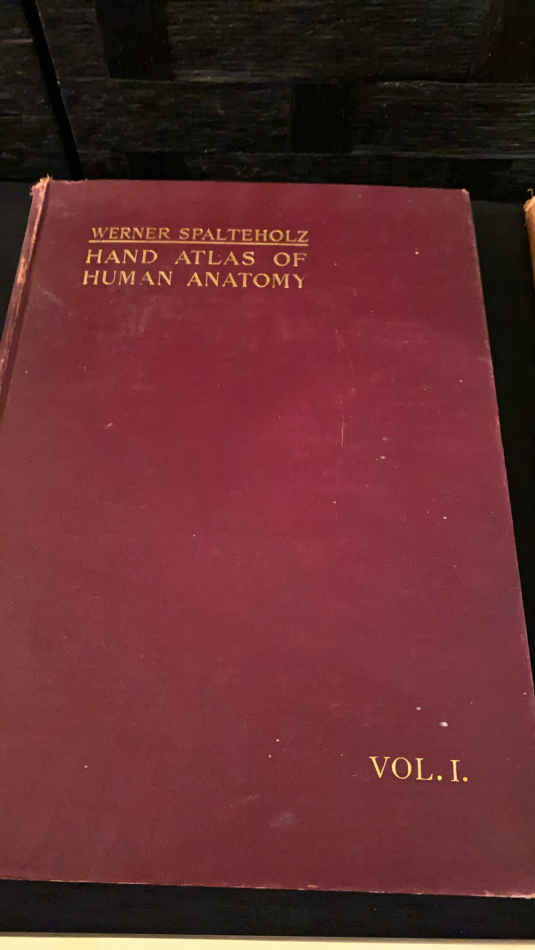 WERNER SPALTEHOLZ
HAND ATLAS OF
HUMAN ANATOMY
VOL. I.